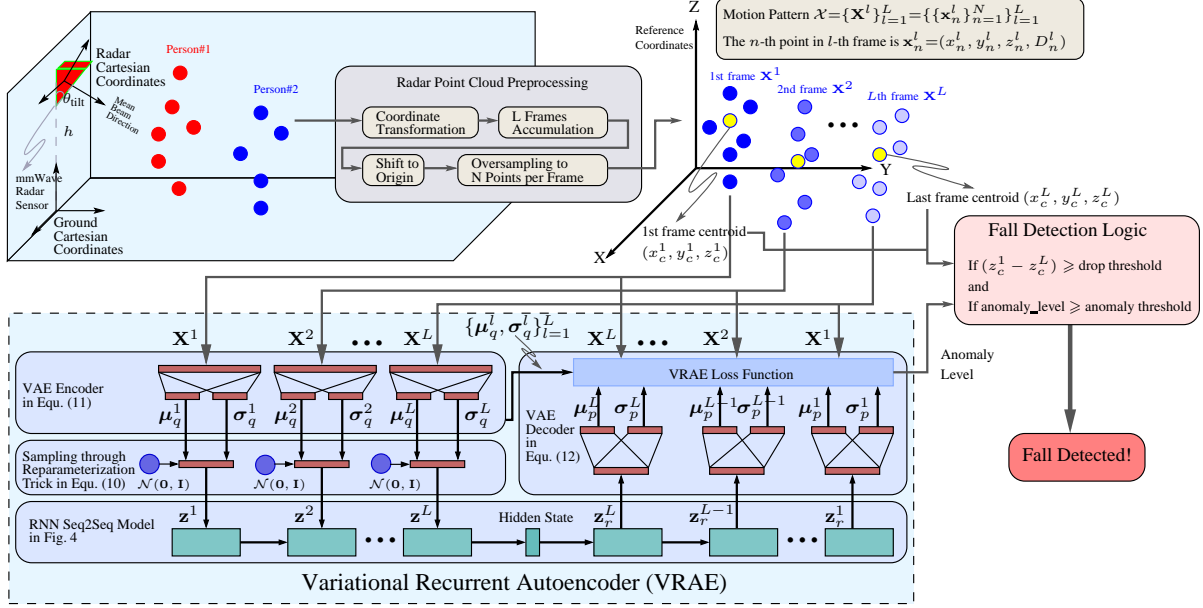 Radar
Cartesian
Coordinates
θ_tilt
Mean
Beam
Direction
h
mmWave
Radar
Sensor
Ground
Cartesian
Coordinates
Person#1
Person#2
Radar Point Cloud Preprocessing
Coordinate
Transformation
L Frames
Accumulation
Shift to
Origin
Oversampling to
N Points per Frame
Z
Reference
Coordinates
Y
X
Motion Pattern 𝒳={X^l}_{l=1}^L={{x_n^l}_{n=1}^N}_{l=1}^L
The n-th point in l-th frame is x_n^l=(x_n^l, y_n^l, z_n^l, D_n^l)
1st frame X^1
2nd frame X^2
Lth frame X^L
•••
1st frame centroid
(x_c^1, y_c^1, z_c^1)
Last frame centroid (x_c^L, y_c^L, z_c^L)
Fall Detection Logic
If (z_c^1 − z_c^L) ⩾ drop threshold
and
If anomaly_level ⩾ anomaly threshold
Anomaly
Level
Fall Detected!
X^1 X^2 ••• X^L
{μ_q^l, σ_q^l}_{l=1}^L
X^L ••• X^2 X^1
VAE Encoder
in Equ. (11)
μ_q^1 σ_q^1 μ_q^2 σ_q^2 μ_q^L σ_q^L
VRAE Loss Function
VAE
Decoder
in
Equ. (12)
μ_p^L σ_p^L μ_p^{L−1} σ_p^{L−1} μ_p^1 σ_p^1
Sampling through
Reparameterization
Trick in Equ. (10)
𝒩(0, I) 𝒩(0, I) 𝒩(0, I)
RNN Seq2Seq Model
in Fig. 4
z^1 z^2 z^L
•••
Hidden State
z_r^L z_r^{L−1} z_r^1
•••
Variational Recurrent Autoencoder (VRAE)